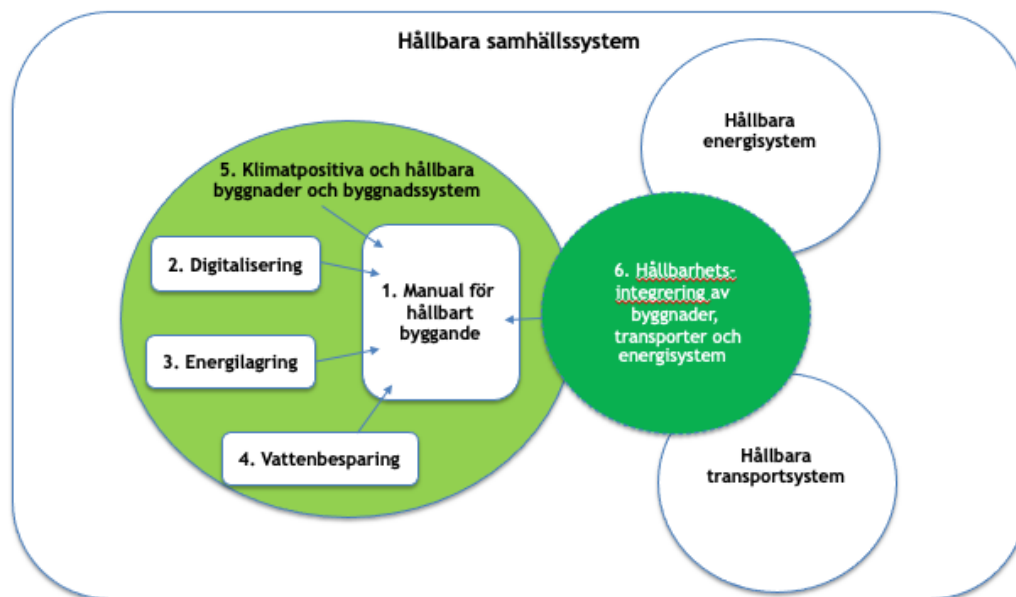 Hållbara samhällssystem
Hållbara
energisystem
5. Klimatpositiva och hållbara
byggnader och byggnadssystem
2. Digitalisering
1. Manual för
hållbart
byggande
3. Energilagring
4. Vattenbesparing
6. Hållbarhets-
integrering av
byggnader,
transporter och
energisystem
Hållbara
transportsystem